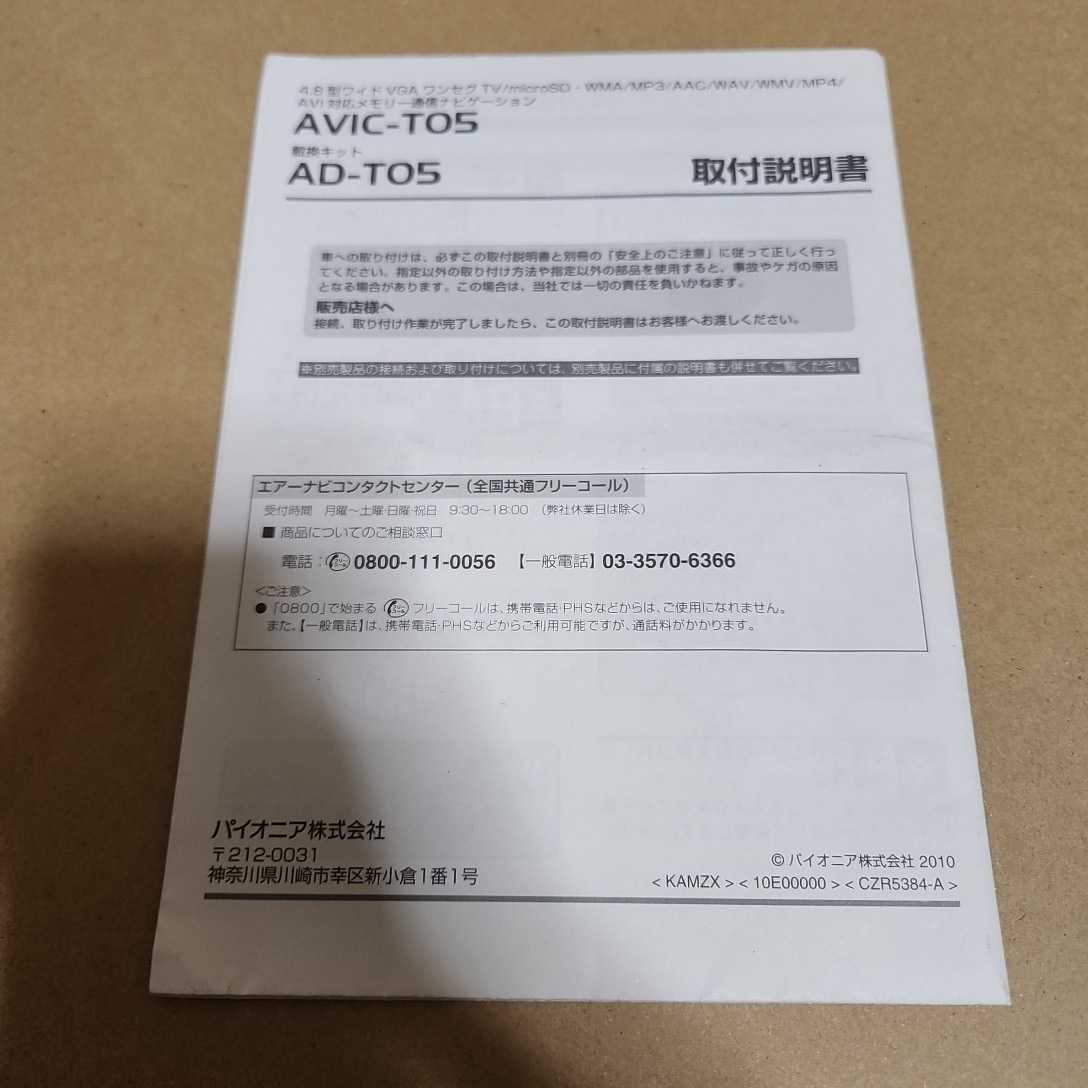 4.8型ワイドVGA ワンセグTV/microSD・WMA/MP3/AAC/WAV/WMV/MP4/
AVI対応メモリー通信ナビゲーション
AVIC-T05
載換キット
AD-T05
取付説明書
車への取り付けは、必ずこの取付説明書と別冊の「安全上のご注意」に従って正しく行っ
てください。指定以外の取り付け方法や指定以外の部品を使用すると、事故やケガの原因
となる場合があります。この場合は、当社では一切の責任を負いかねます。
販売店様へ
接続、取り付け作業が完了しましたら、この取付説明書はお客様へお渡しください。
※別売製品の接続および取り付けについては、別売製品に付属の説明書も併せてご覧ください。
エアーナビコンタクトセンター（全国共通フリーコール）
受付時間 月曜〜土曜・日曜・祝日 9:30〜18:00 （弊社休業日は除く）
■ 商品についてのご相談窓口
電話：0800-111-0056 【一般電話】03-3570-6366
<ご注意>
●「0800」で始まる フリーコールは、携帯電話・PHSなどからは、ご使用になれません。
また、【一般電話】は、携帯電話・PHSなどからご利用可能ですが、通話料がかかります。
パイオニア株式会社
〒212-0031
神奈川県川崎市幸区新小倉1番1号
© パイオニア株式会社 2010
< KAMZX > < 10E00000 > < CZR5384-A >